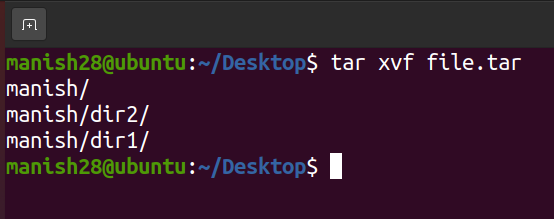 manish28@ubuntu:~/Desktop$ tar xvf file.tar
manish/
manish/dir2/
manish/dir1/
manish28@ubuntu:~/Desktop$